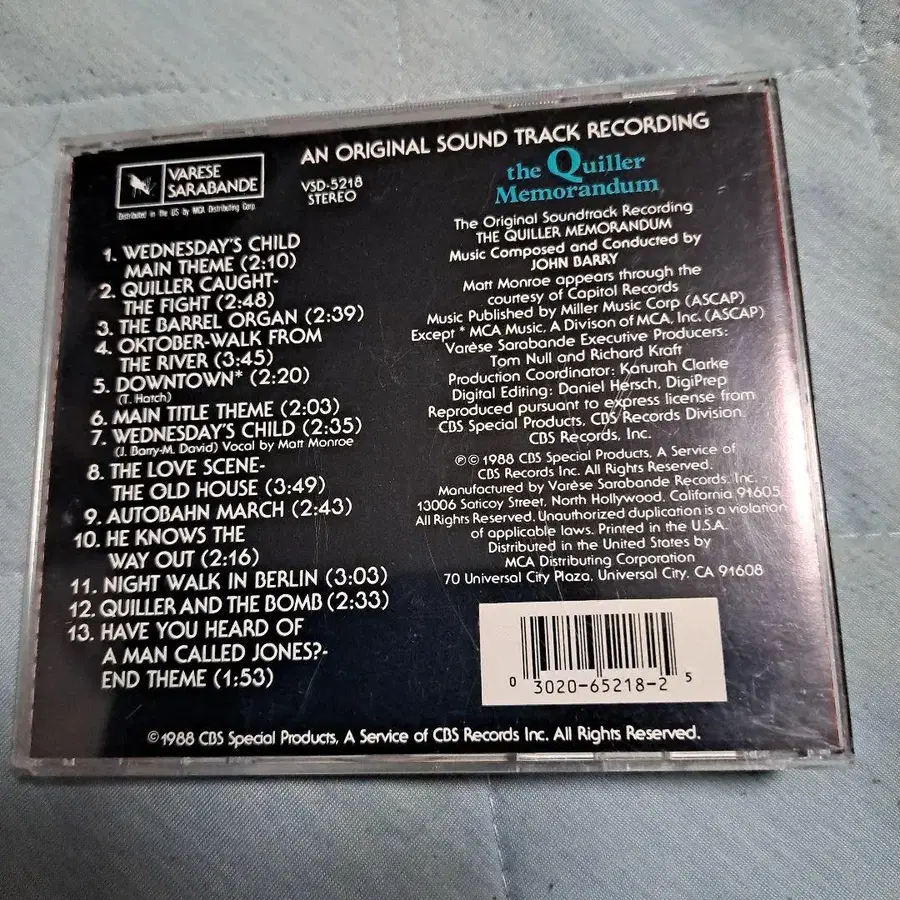 AN ORIGINAL SOUND TRACK RECORDING
VARESE
SARABANDE
Distributed in the US by MCA Distributing Corp.
VSD-5218
STEREO
1. WEDNESDAY'S CHILD
MAIN THEME (2:10)
2. QUILLER CAUGHT-
THE FIGHT (2:48)
3. THE BARREL ORGAN (2:39)
4. OKTOBER-WALK FROM
THE RIVER (3:45)
5. DOWNTOWN* (2:20)
(T. Hatch)
6. MAIN TITLE THEME (2:03)
7. WEDNESDAY'S CHILD (2:35)
(J. Barry-M. David) Vocal by Matt Monroe
8. THE LOVE SCENE-
THE OLD HOUSE (3:49)
9. AUTOBAHN MARCH (2:43)
10. HE KNOWS THE
WAY OUT (2:16)
11. NIGHT WALK IN BERLIN (3:03)
12. QUILLER AND THE BOMB (2:33)
13. HAVE YOU HEARD OF
A MAN CALLED JONES?-
END THEME (1:53)
the Quiller
Memorandum
The Original Soundtrack Recording
THE QUILLER MEMORANDUM
Music Composed and Conducted by
JOHN BARRY
Matt Monroe appears through the
courtesy of Capitol Records
Music Published by Miller Music Corp (ASCAP)
Except * MCA Music, A Divison of MCA, Inc. (ASCAP)
Varèse Sarabande Executive Producers:
Tom Null and Richard Kraft
Production Coordinator: Katurah Clarke
Digital Editing: Daniel Hersch, DigiPrep
Reproduced pursuant to express license from
CBS Special Products, CBS Records Division,
CBS Records, Inc.
℗© 1988 CBS Special Products, A Service of
CBS Records Inc. All Rights Reserved.
Manufactured by Varèse Sarabande Records, Inc.
13006 Saticoy Street, North Hollywood, California 91605
All Rights Reserved. Unauthorized duplication is a violation
of applicable laws. Printed in the U.S.A.
Distributed in the United States by
MCA Distributing Corporation
70 Universal City Plaza, Universal City, CA 91608
0 3020-65218-2 5
©1988 CBS Special Products, A Service of CBS Records Inc. All Rights Reserved.